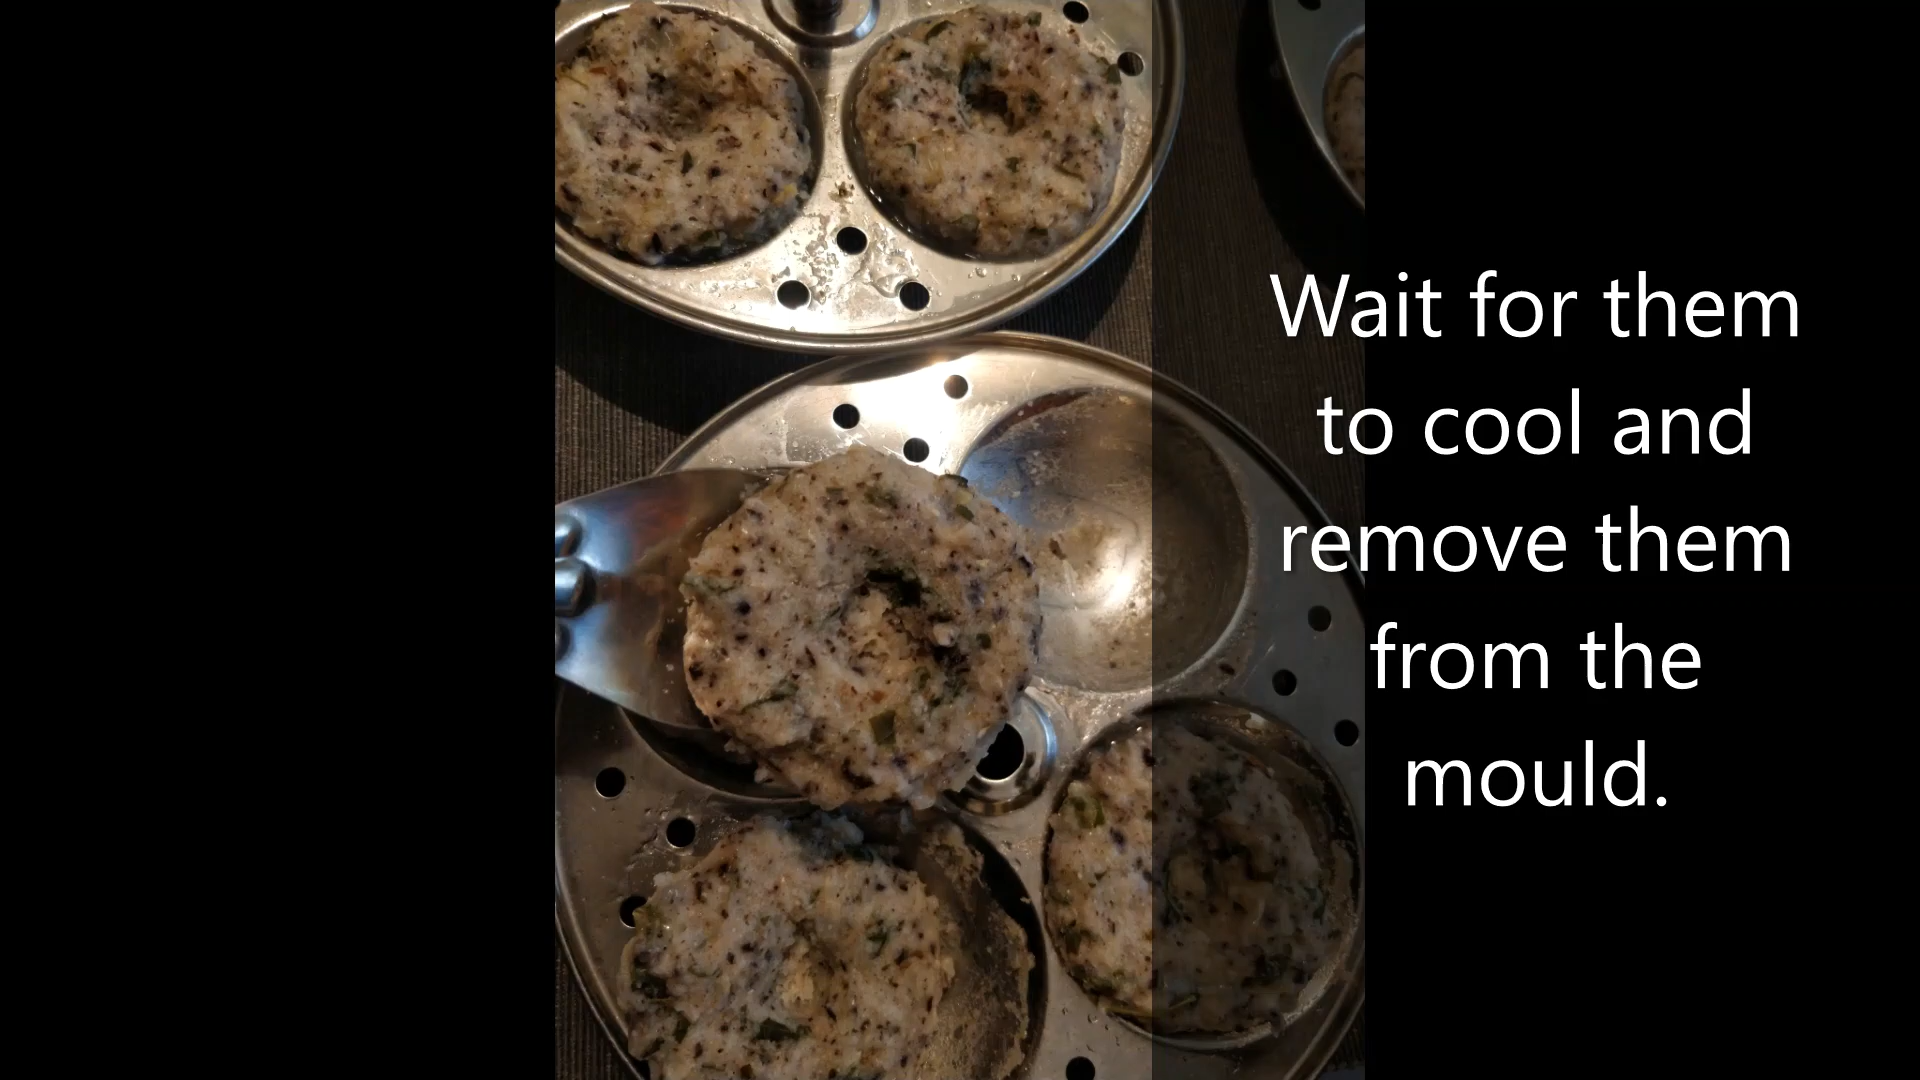 Wait for them
to cool and
remove them
from the
mould.